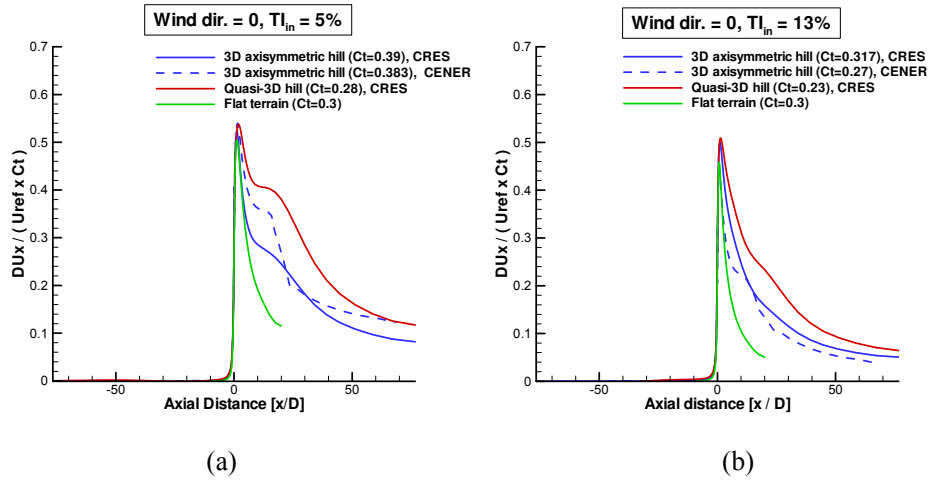 Wind dir. = 0, TIin = 5%
3D axisymmetric hill (Ct=0.39), CRES
3D axisymmetric hill (Ct=0.383), CENER
Quasi-3D hill (Ct=0.28), CRES
Flat terrain (Ct=0.3)
DUx / ( Uref x Ct )
0.7
0.6
0.5
0.4
0.3
0.2
0.1
0
-50
0
50
Axial Distance [x/D]
(a)
Wind dir. = 0, TIin = 13%
3D axisymmetric hill (Ct=0.317), CRES
3D axisymmetric hill (Ct=0.27), CENER
Quasi-3D hill (Ct=0.23), CRES
Flat terrain (Ct=0.3)
DUx / ( Uref x Ct )
0.7
0.6
0.5
0.4
0.3
0.2
0.1
0
-50
0
50
Axial distance [x / D]
(b)